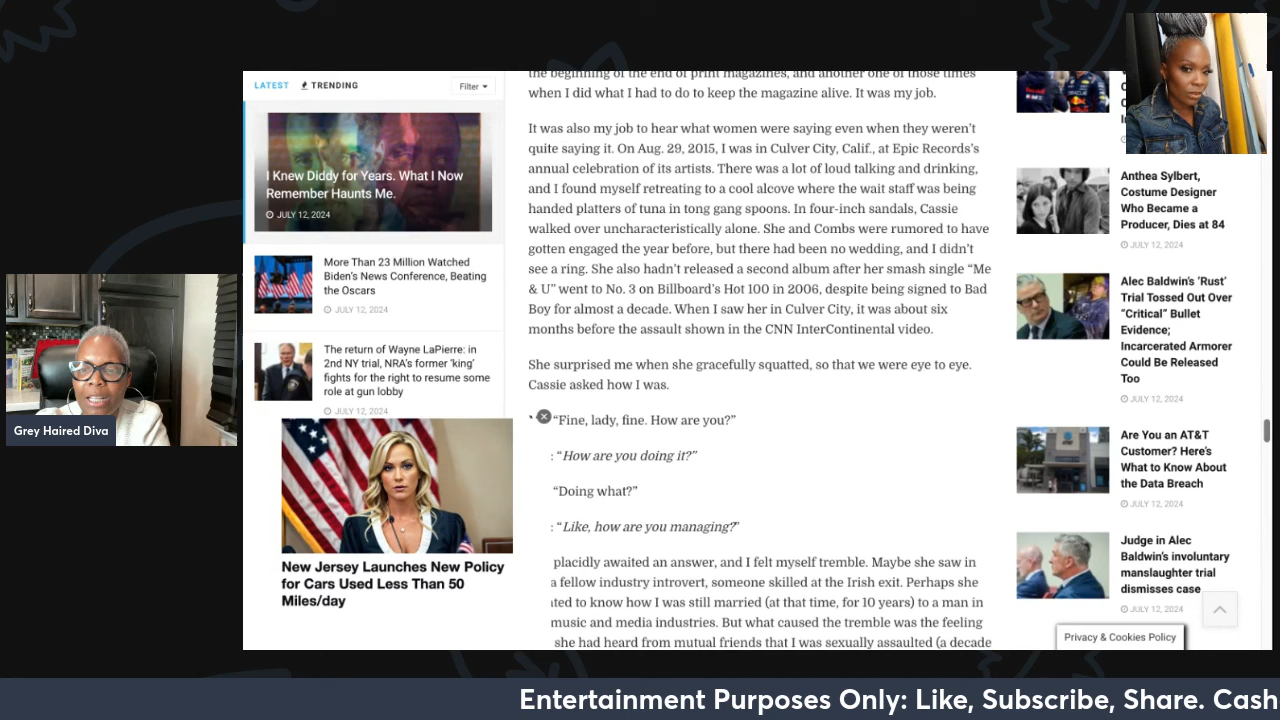 LATEST
TRENDING
Filter
I Knew Diddy for Years. What I Now
Remember Haunts Me.
JULY 12, 2024
More Than 23 Million Watched
Biden's News Conference, Beating
the Oscars
JULY 12, 2024
The return of Wayne LaPierre: in
2nd NY trial, NRA's former 'king'
fights for the right to resume some
role at gun lobby
JULY 12, 2024
New Jersey Launches New Policy
for Cars Used Less Than 50
Miles/day
the beginning of the end of print magazines, and another one of those times
when I did what I had to do to keep the magazine alive. It was my job.
It was also my job to hear what women were saying even when they weren't
quite saying it. On Aug. 29, 2015, I was in Culver City, Calif., at Epic Records's
annual celebration of its artists. There was a lot of loud talking and drinking,
and I found myself retreating to a cool alcove where the wait staff was being
handed platters of tuna in tong gang spoons. In four-inch sandals, Cassie
walked over uncharacteristically alone. She and Combs were rumored to have
gotten engaged the year before, but there had been no wedding, and I didn't
see a ring. She also hadn't released a second album after her smash single "Me
& U" went to No. 3 on Billboard's Hot 100 in 2006, despite being signed to Bad
Boy for almost a decade. When I saw her in Culver City, it was about six
months before the assault shown in the CNN InterContinental video.
She surprised me when she gracefully squatted, so that we were eye to eye.
Cassie asked how I was.
"Fine, lady, fine. How are you?"
: "How are you doing it?"
"Doing what?"
: "Like, how are you managing?"
placidly awaited an answer, and I felt myself tremble. Maybe she saw in
a fellow industry introvert, someone skilled at the Irish exit. Perhaps she
ted to know how I was still married (at that time, for 10 years) to a man in
music and media industries. But what caused the tremble was the feeling
she had heard from mutual friends that I was sexually assaulted (a decade
Anthea Sylbert,
Costume Designer
Who Became a
Producer, Dies at 84
JULY 12, 2024
Alec Baldwin's 'Rust'
Trial Tossed Out Over
"Critical" Bullet
Evidence;
Incarcerated Armorer
Could Be Released
Too
JULY 12, 2024
Are You an AT&T
Customer? Here's
What to Know About
the Data Breach
JULY 12, 2024
Judge in Alec
Baldwin's involuntary
manslaughter trial
dismisses case
JULY 12, 2024
Privacy & Cookies Policy
Grey Haired Diva
Entertainment Purposes Only: Like, Subscribe, Share. Cash